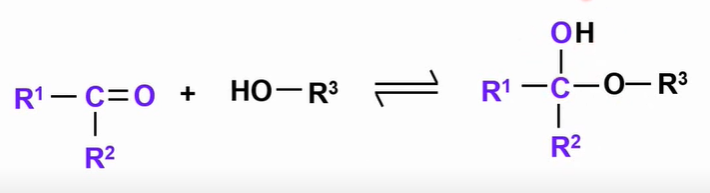 OH
R¹ — C=O + HO — R³ ⇌ R¹ — C — O — R³
R² R²